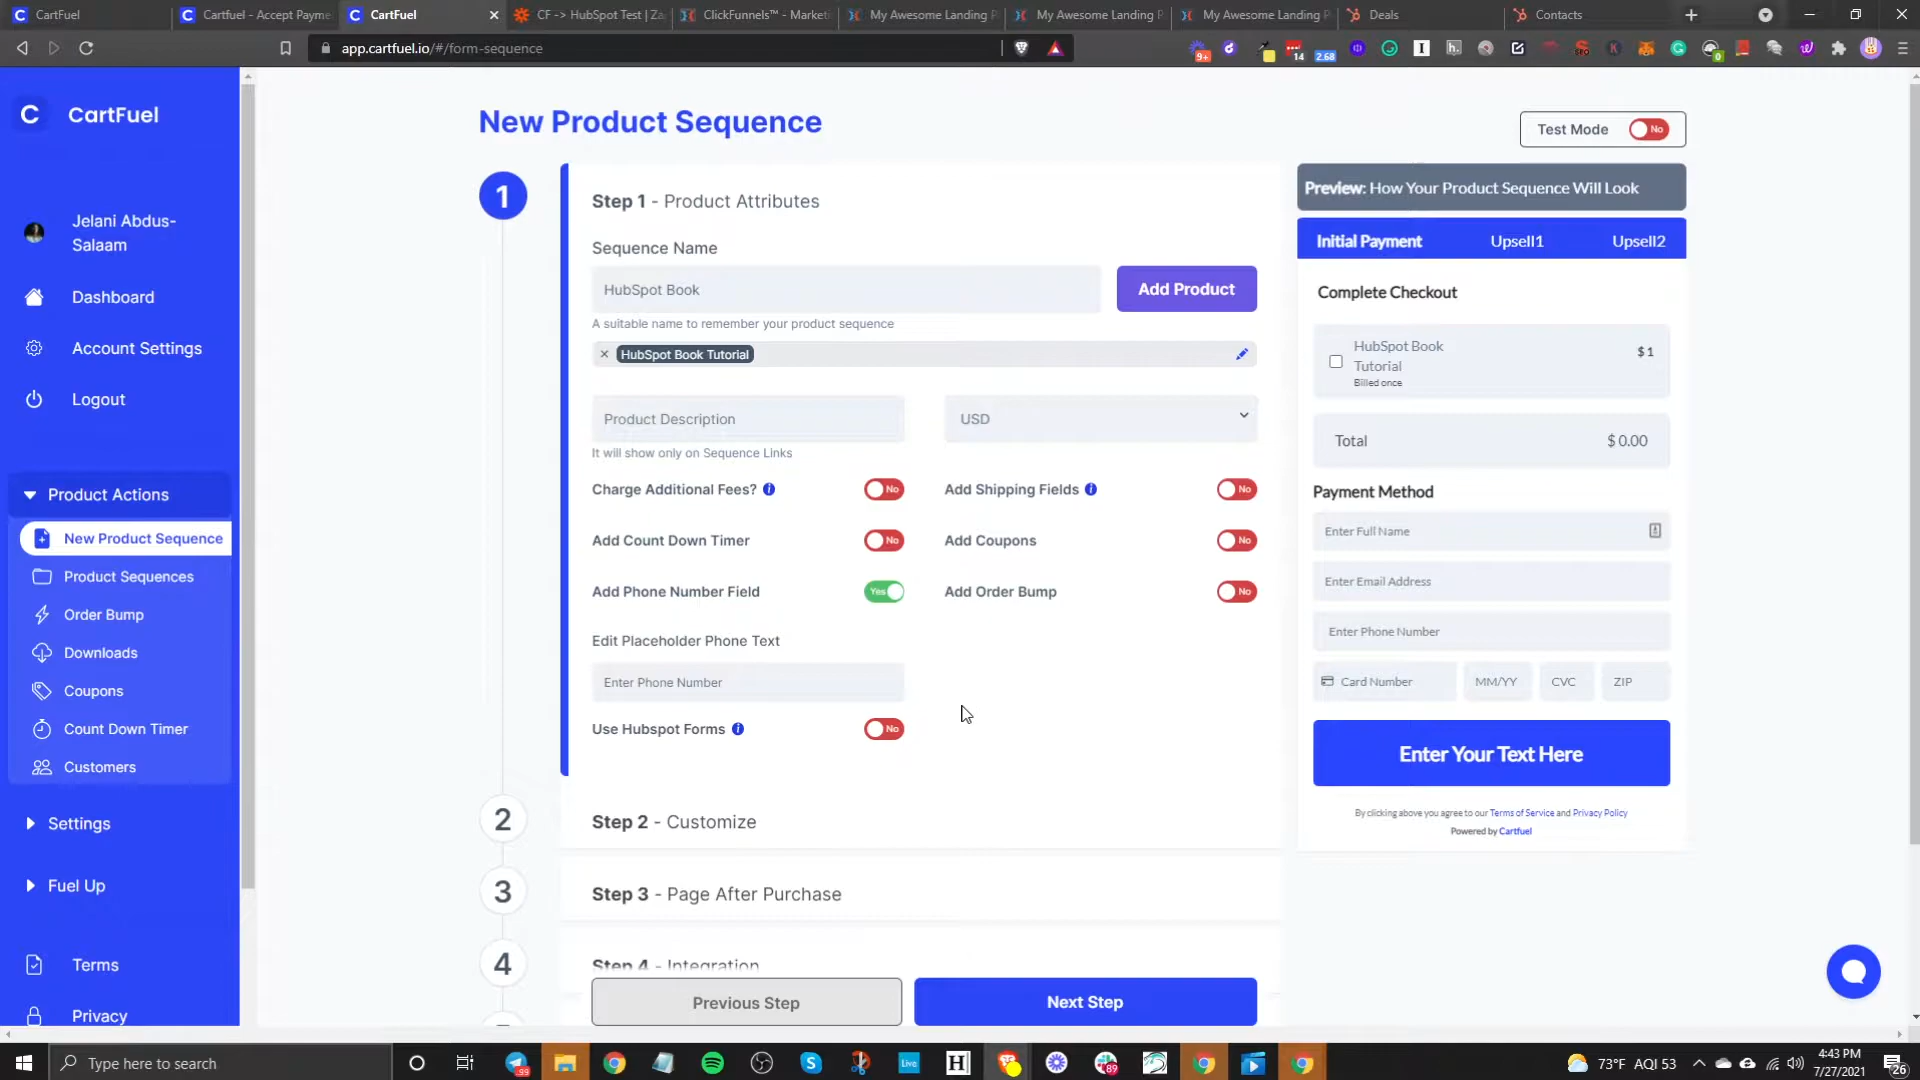 CartFuel
Cartfuel - Accept Payme
CartFuel
CF -> HubSpot Test | Za
ClickFunnels™ - Market
My Awesome Landing P
My Awesome Landing P
My Awesome Landing P
Deals
Contacts
app.cartfuel.io/#/form-sequence
9+
14
2.68
0
C CartFuel
Jelani Abdus-
Salaam
Dashboard
Account Settings
Logout
Product Actions
New Product Sequence
Product Sequences
Order Bump
Downloads
Coupons
Count Down Timer
Customers
Settings
Fuel Up
Terms
Privacy
New Product Sequence
Test Mode No
1
Step 1 - Product Attributes
Sequence Name
HubSpot Book
Add Product
A suitable name to remember your product sequence
× HubSpot Book Tutorial
Product Description
USD
It will show only on Sequence Links
Charge Additional Fees? No
Add Shipping Fields No
Add Count Down Timer No
Add Coupons No
Add Phone Number Field Yes
Add Order Bump No
Edit Placeholder Phone Text
Enter Phone Number
Use Hubspot Forms No
2
Step 2 - Customize
3
Step 3 - Page After Purchase
4
Step 4 - Integration
Previous Step
Next Step
Preview: How Your Product Sequence Will Look
Initial Payment Upsell1 Upsell2
Complete Checkout
HubSpot Book
Tutorial
$ 1
Billed once
Total $ 0.00
Payment Method
Enter Full Name
Enter Email Address
Enter Phone Number
Card Number MM/YY CVC ZIP
Enter Your Text Here
By clicking above you agree to our Terms of Service and Privacy Policy
Powered by Cartfuel
Type here to search
99
Live
H
89
73°F AQI 53
4:43 PM
7/27/2021
26